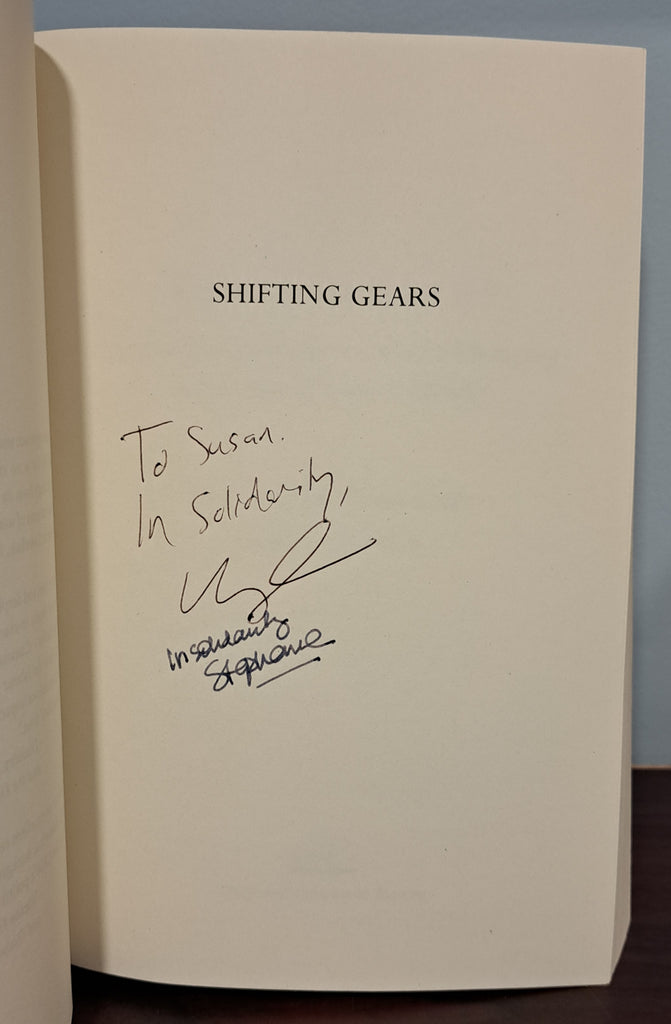 SHIFTING GEARS
To Susan.
In Solidarity,
In solidarity
Stephanie